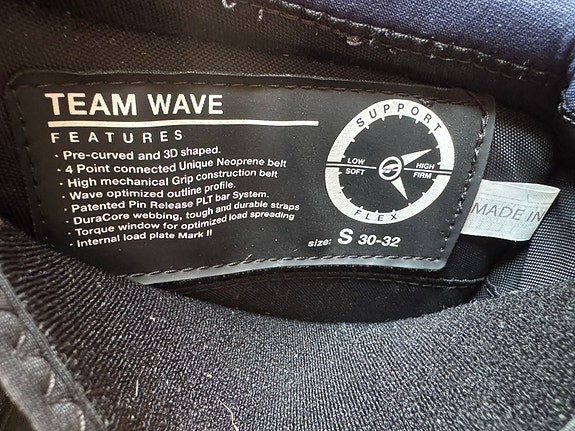 TEAM WAVE
FEATURES
· Pre-curved and 3D shaped.
· 4 Point connected Unique Neoprene belt
· High mechanical Grip construction belt
· Wave optimized outline profile.
· Patented Pin Release PLT bar System.
· DuraCore webbing, tough and durable straps
· Torque window for optimized load spreading
· Internal load plate Mark II
SUPPORT
LOW HIGH
SOFT FIRM
FLEX
size: S 30-32
MADE IN